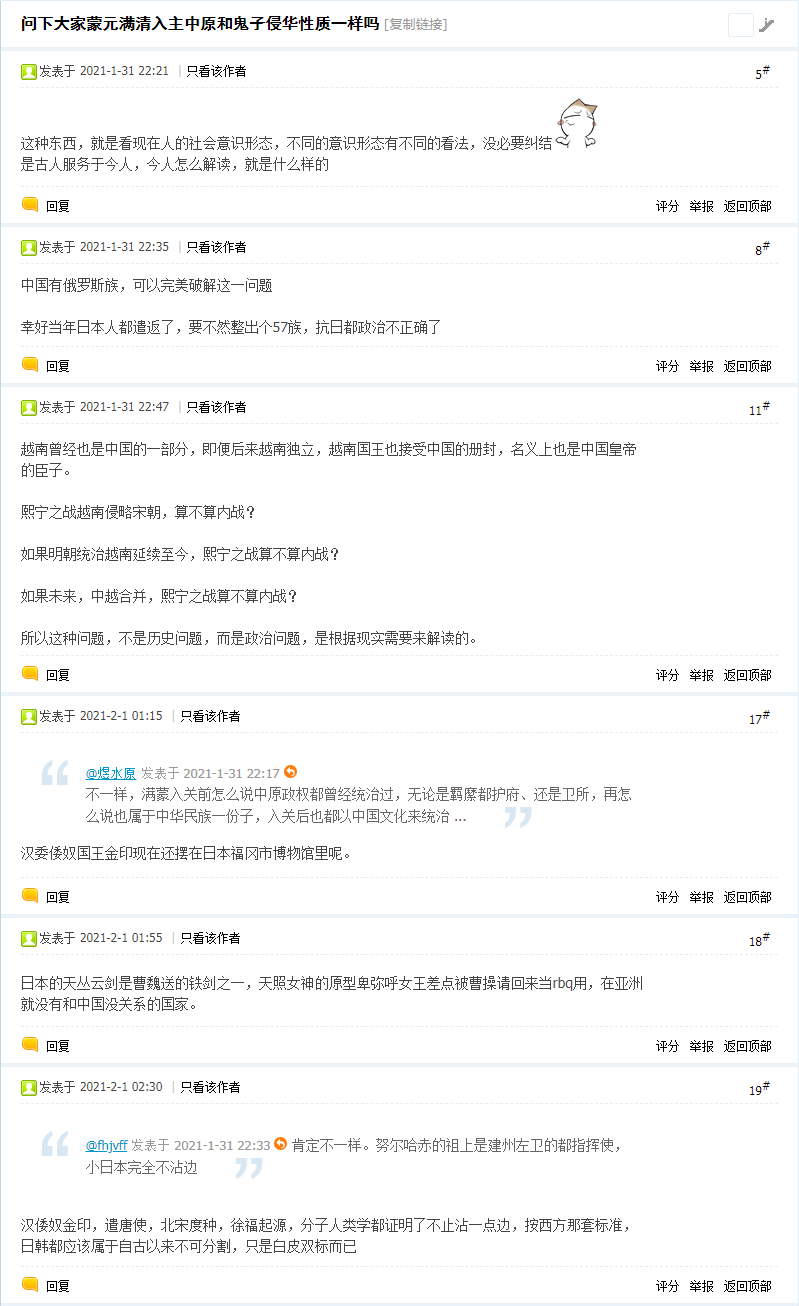 问下大家蒙元满清入主中原和鬼子侵华性质一样吗 [复制链接]
发表于 2021-1-31 22:21 |只看该作者
5#
这种东西，就是看现在人的社会意识形态，不同的意识形态有不同的看法，没必要纠结
是古人服务于今人，今人怎么解读，就是什么样的
回复
评分 举报 返回顶部
发表于 2021-1-31 22:35 |只看该作者
8#
中国有俄罗斯族，可以完美破解这一问题
幸好当年日本人都遣返了，要不然整出个57族，抗日都政治不正确了
回复
评分 举报 返回顶部
发表于 2021-1-31 22:47 |只看该作者
11#
越南曾经也是中国的一部分，即便后来越南独立，越南国王也接受中国的册封，名义上也是中国皇帝
的臣子。
熙宁之战越南侵略宋朝，算不算内战？
如果明朝统治越南延续至今，熙宁之战算不算内战？
如果未来，中越合并，熙宁之战算不算内战？
所以这种问题，不是历史问题，而是政治问题，是根据现实需要来解读的。
回复
评分 举报 返回顶部
发表于 2021-2-1 01:15 |只看该作者
17#
@煜水原 发表于 2021-1-31 22:17
不一样，满蒙入关前怎么说中原政权都曾经统治过，无论是羁縻都护府、还是卫所，再怎
么说也属于中华民族一份子，入关后也都以中国文化来统治 ...
汉委倭奴国王金印现在还摆在日本福冈市博物馆里呢。
回复
评分 举报 返回顶部
发表于 2021-2-1 01:55 |只看该作者
18#
日本的天丛云剑是曹魏送的铁剑之一，天照女神的原型卑弥呼女王差点被曹操请回来当rbq用，在亚洲
就没有和中国没关系的国家。
回复
评分 举报 返回顶部
发表于 2021-2-1 02:30 |只看该作者
19#
@fhjvff 发表于 2021-1-31 22:33 肯定不一样。努尔哈赤的祖上是建州左卫的都指挥使，
小日本完全不沾边
汉倭奴金印，遣唐使，北宋度种，徐福起源，分子人类学都证明了不止沾一点边，按西方那套标准，
日韩都应该属于自古以来不可分割，只是白皮双标而已
回复
评分 举报 返回顶部